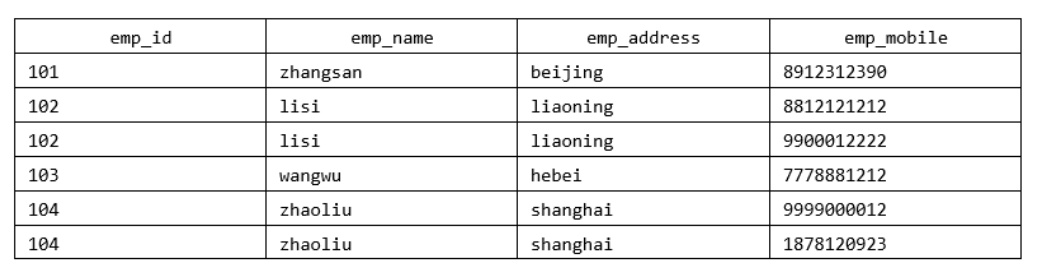 emp_id emp_name emp_address emp_mobile
101 zhangsan beijing 8912312390
102 lisi liaoning 8812121212
102 lisi liaoning 9900012222
103 wangwu hebei 7778881212
104 zhaoliu shanghai 9999000012
104 zhaoliu shanghai 1878120923